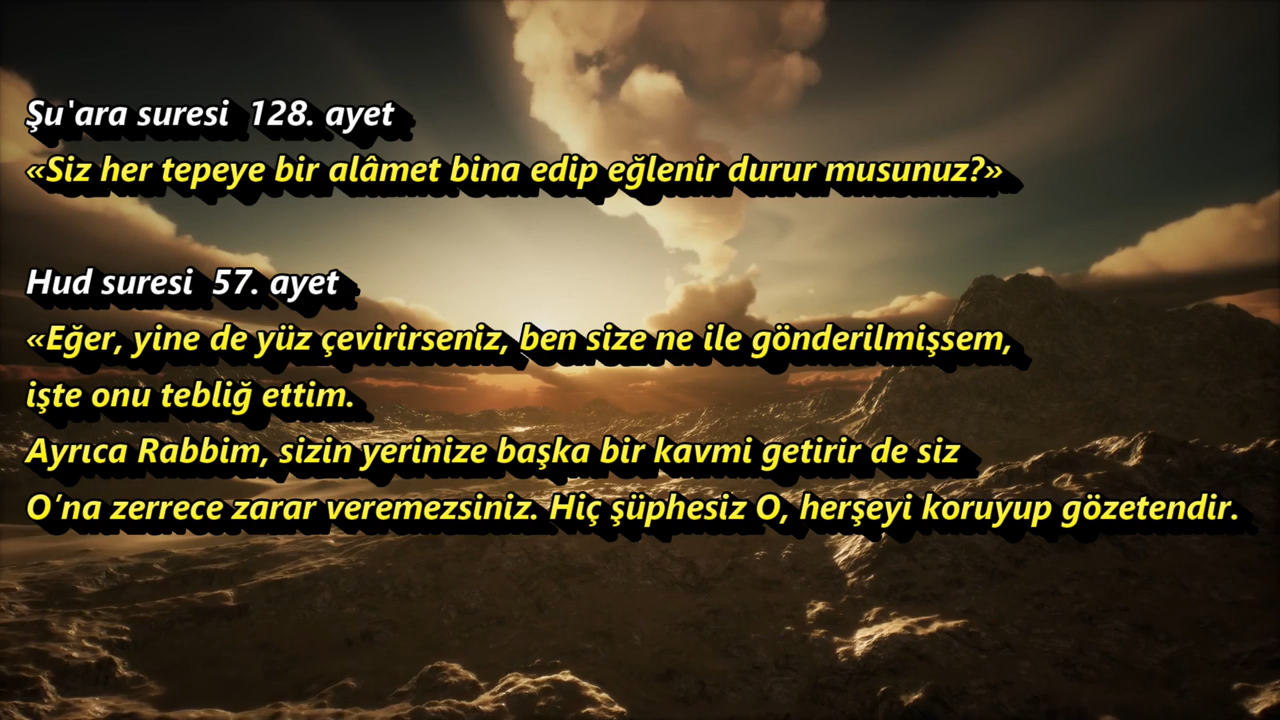 Şu'ara suresi 128. ayet
«Siz her tepeye bir alâmet bina edip eğlenir durur musunuz?»
Hud suresi 57. ayet
«Eğer, yine de yüz çevirirseniz, ben size ne ile gönderilmişsem,
işte onu tebliğ ettim.
Ayrıca Rabbim, sizin yerinize başka bir kavmi getirir de siz
O’na zerrece zarar veremezsiniz. Hiç şüphesiz O, herşeyi koruyup gözetendir.